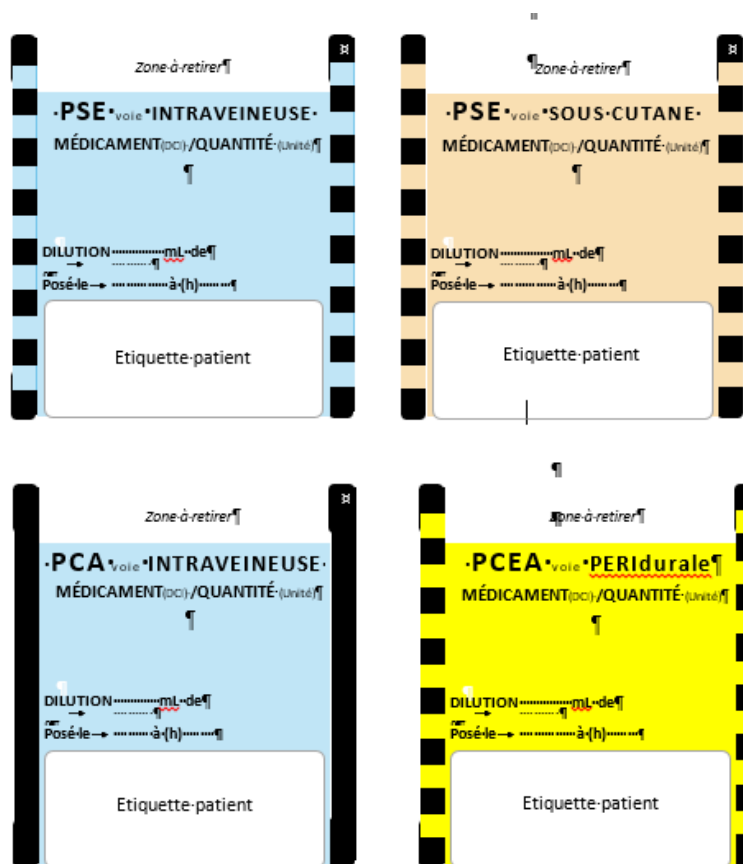 Zone à retirer
PSE voie INTRAVEINEUSE
MÉDICAMENT(DCI)/QUANTITÉ (Unité)
DILUTION mL de
Posé le à (h)
Etiquette patient
Zone à retirer
PSE voie SOUS CUTANE
MÉDICAMENT(DCI)/QUANTITÉ (Unité)
DILUTION mL de
Posé le à (h)
Etiquette patient
Zone à retirer
PCA voie INTRAVEINEUSE
MÉDICAMENT(DCI)/QUANTITÉ (Unité)
DILUTION mL de
Posé le à (h)
Etiquette patient
Zone à retirer
PCEA voie PERIdurale
MÉDICAMENT(DCI)/QUANTITÉ (Unité)
DILUTION mL de
Posé le à (h)
Etiquette patient